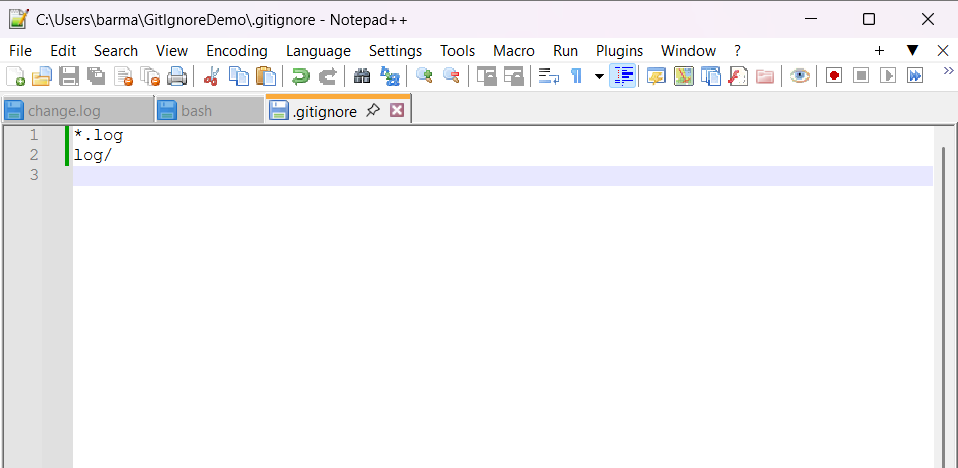 C:\Users\barma\GitIgnoreDemo\.gitignore - Notepad++
File Edit Search View Encoding Language Settings Tools Macro Run Plugins Window ?
change.log bash .gitignore
1 *.log
2 log/
3